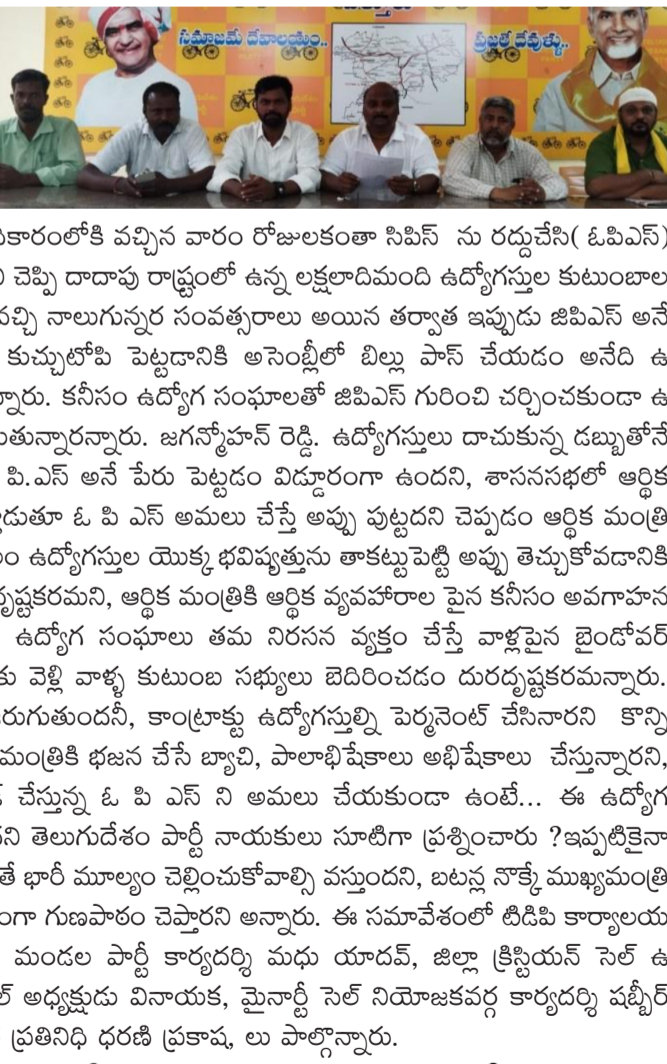 సమాజమే దేవాలయం.. ప్రజలే దేవుళ్ళు..
కారంలోకి వచ్చిన వారం రోజులకంతా సిపిస్ ను రద్దుచేసి( ఓపిఎస్)
చెప్పి దాదాపు రాష్ట్రంలో ఉన్న లక్షలాదిమంది ఉద్యోగస్తుల కుటుంబాల
వచ్చి నాలుగున్నర సంవత్సరాలు అయిన తర్వాత ఇప్పుడు జిపిఎస్ అనే
కుచ్చుటోపి పెట్టడానికి అసెంబ్లీలో బిల్లు పాస్ చేయడం అనేది ఉ
న్నారు. కనీసం ఉద్యోగ సంఘాలతో జిపిఎస్ గురించి చర్చించకుండా ఉ
తున్నారన్నారు. జగన్మోహన్ రెడ్డి. ఉద్యోగస్తులు దాచుకున్న డబ్బుతోనే
పి.ఎస్ అనే పేరు పెట్టడం విడ్డూరంగా ఉందని, శాసనసభలో ఆర్థిక
డుతూ ఓ పి ఎస్ అమలు చేస్తే అప్పు పుట్టదని చెప్పడం ఆర్థిక మంత్రి
ఉద్యోగస్తుల యొక్క భవిష్యత్తును తాకట్టుపెట్టి అప్పు తెచ్చుకోవడానికి
దృష్టకరమని, ఆర్థిక మంత్రికి ఆర్థిక వ్యవహారాల పైన కనీసం అవగాహన
ఉద్యోగ సంఘాలు తమ నిరసన వ్యక్తం చేస్తే వాళ్లపైన బైండోవర్
కు వెళ్లి వాళ్ళ కుటుంబ సభ్యులు బెదిరించడం దురదృష్టకరమన్నారు.
రుగుతుందనీ, కాంట్రాక్టు ఉద్యోగస్తుల్ని పెర్మనెంట్ చేసినారని కొన్ని
మంత్రికి భజన చేసే బ్యాచి, పాలాభిషేకాలు అభిషేకాలు చేస్తున్నారని,
చేస్తున్న ఓ పి ఎస్ ని అమలు చేయకుండా ఉంటే... ఈ ఉద్యోగ
దని తెలుగుదేశం పార్టీ నాయకులు సూటిగా ప్రశ్నించారు ?ఇప్పటికైనా
తే భారీ మూల్యం చెల్లించుకోవాల్సి వస్తుందని, బటన్ల నొక్కే ముఖ్యమంత్రి
ంగా గుణపాఠం చెప్తారని అన్నారు. ఈ సమావేశంలో టిడిపి కార్యాలయ
మండల పార్టీ కార్యదర్శి మధు యాదవ్, జిల్లా క్రిస్టియన్ సెల్ ఉ
ల్ అధ్యక్షుడు వినాయక, మైనార్టీ సెల్ నియోజకవర్గ కార్యదర్శి షబ్బీర్
ప్రతినిధి ధరణి ప్రకాష, లు పాల్గొన్నారు.